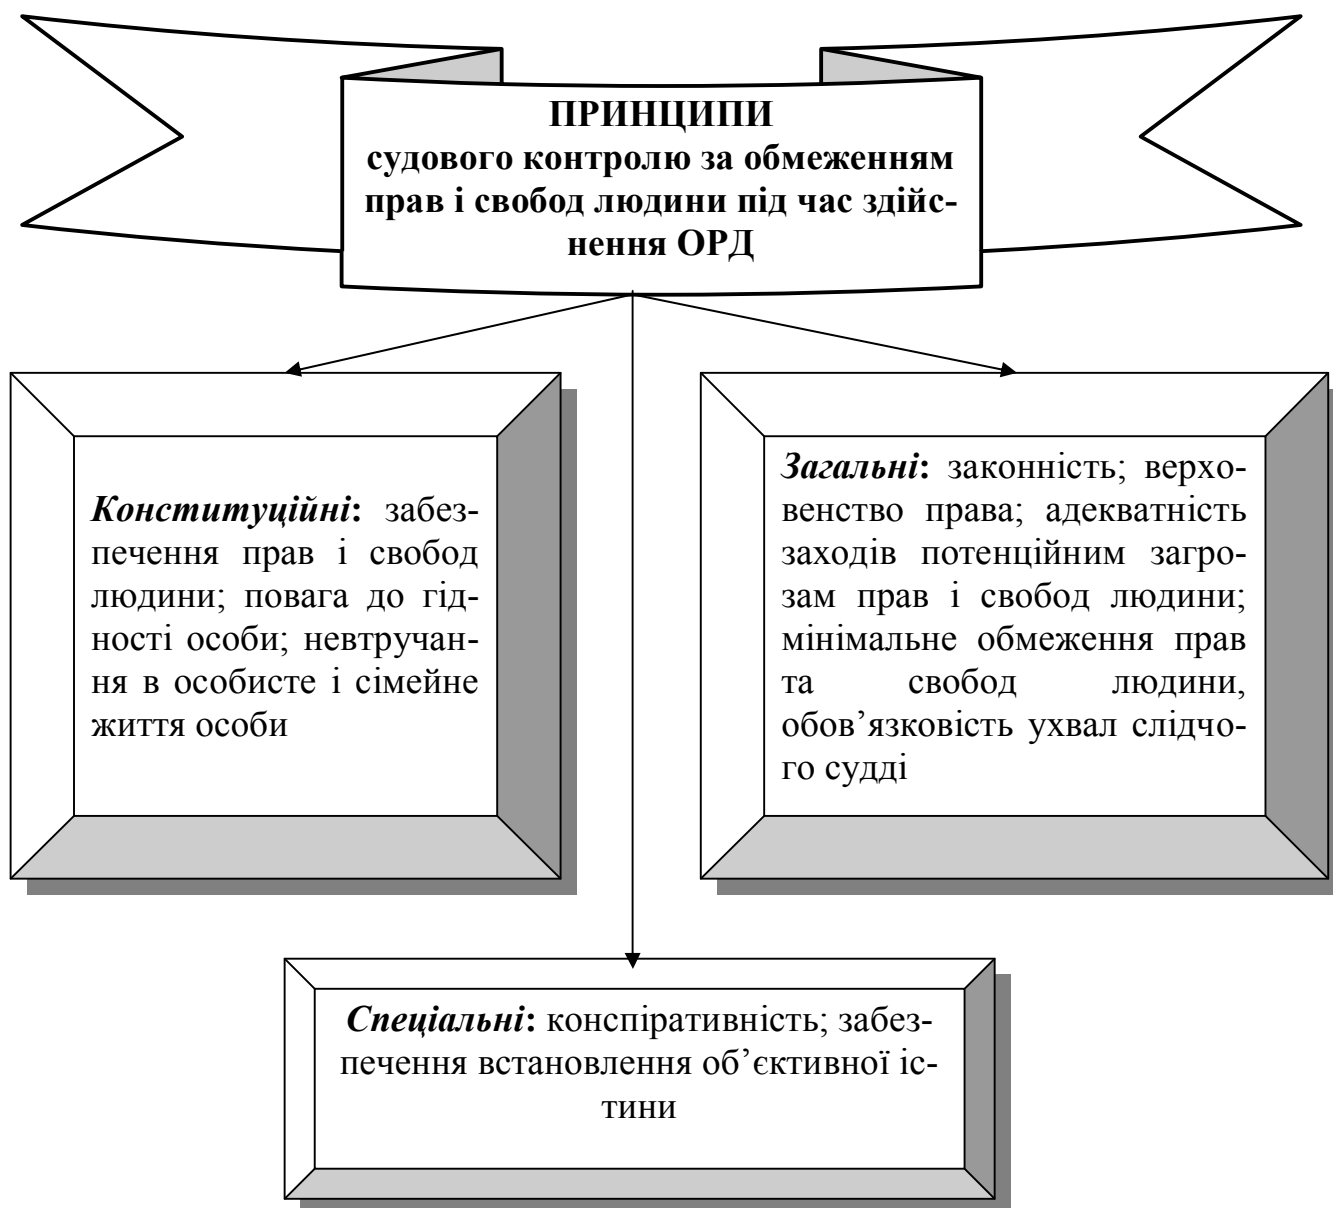 ПРИНЦИПИ
судового контролю за обмеженням
прав і свобод людини під час здійс-
нення ОРД
Конституційні: забез-
печення прав і свобод
людини; повага до гід-
ності особи; невтручан-
ня в особисте і сімейне
життя особи
Загальні: законність; верхо-
венство права; адекватність
заходів потенційним загро-
зам прав і свобод людини;
мінімальне обмеження прав
та свобод людини,
обов’язковість ухвал слідчо-
го судді
Спеціальні: конспіративність; забез-
печення встановлення об’єктивної іс-
тини